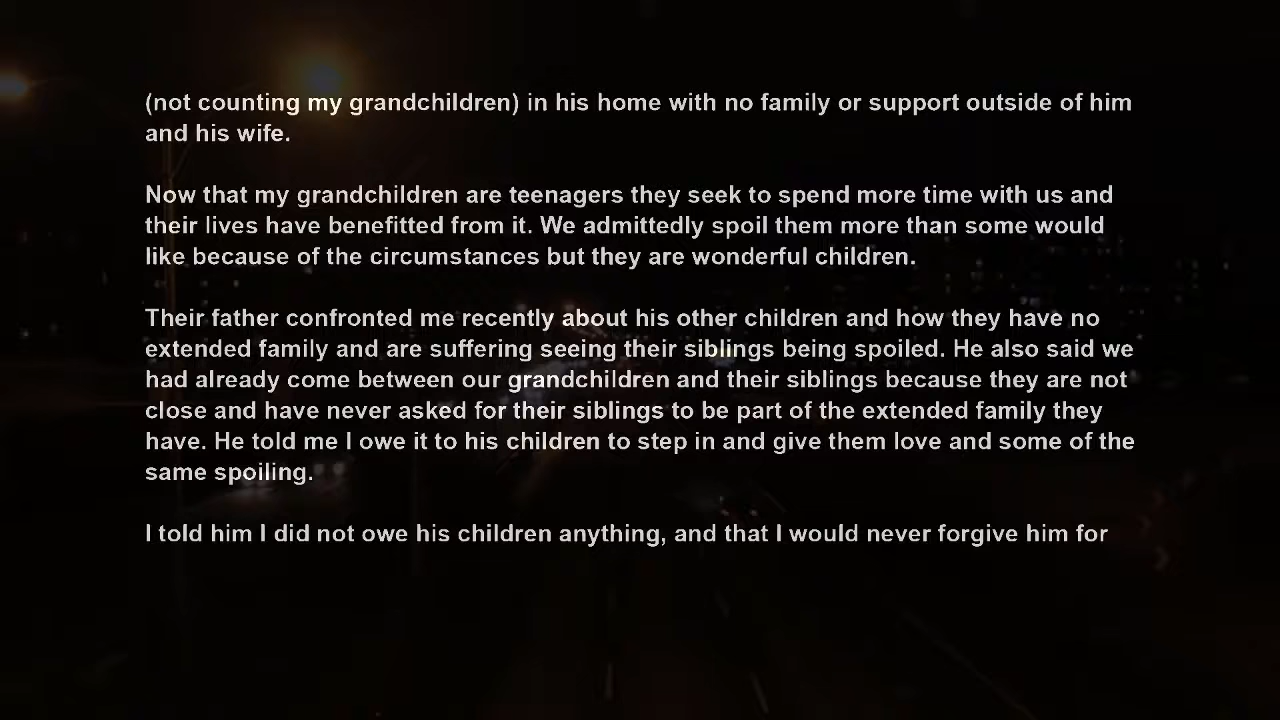 (not counting my grandchildren) in his home with no family or support outside of him
and his wife.
Now that my grandchildren are teenagers they seek to spend more time with us and
their lives have benefitted from it. We admittedly spoil them more than some would
like because of the circumstances but they are wonderful children.
Their father confronted me recently about his other children and how they have no
extended family and are suffering seeing their siblings being spoiled. He also said we
had already come between our grandchildren and their siblings because they are not
close and have never asked for their siblings to be part of the extended family they
have. He told me I owe it to his children to step in and give them love and some of the
same spoiling.
I told him I did not owe his children anything, and that I would never forgive him for